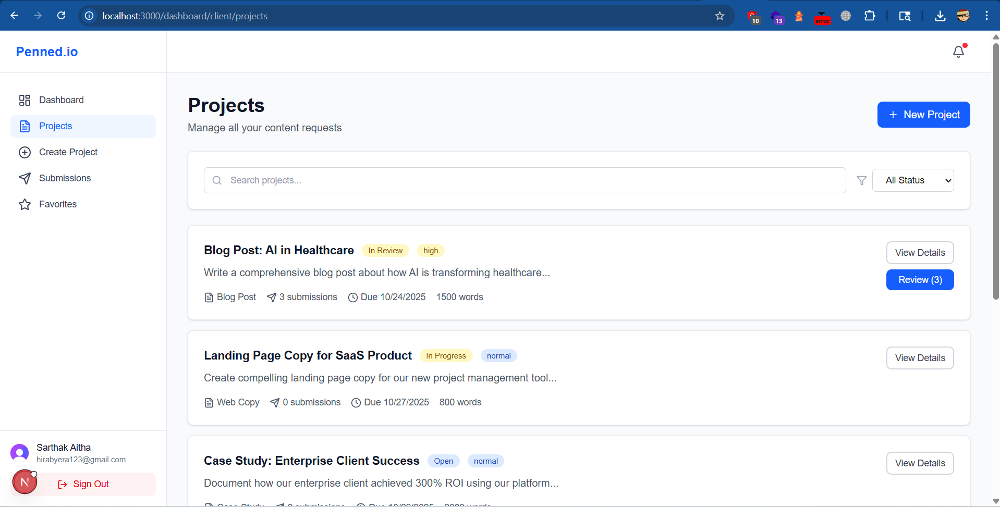 localhost:3000/dashboard/client/projects
10
13
error
Penned.io
Dashboard
Projects
Create Project
Submissions
Favorites
Projects
Manage all your content requests
+ New Project
Search projects...
All Status
Blog Post: AI in Healthcare
In Review
high
View Details
Write a comprehensive blog post about how AI is transforming healthcare...
Review (3)
Blog Post
3 submissions
Due 10/24/2025
1500 words
Landing Page Copy for SaaS Product
In Progress
normal
View Details
Create compelling landing page copy for our new project management tool...
Web Copy
0 submissions
Due 10/27/2025
800 words
Case Study: Enterprise Client Success
Open
normal
View Details
Document how our enterprise client achieved 300% ROI using our platform...
Case Study
0 submissions
Sarthak Aitha
hirabyera123@gmail.com
N
Sign Out